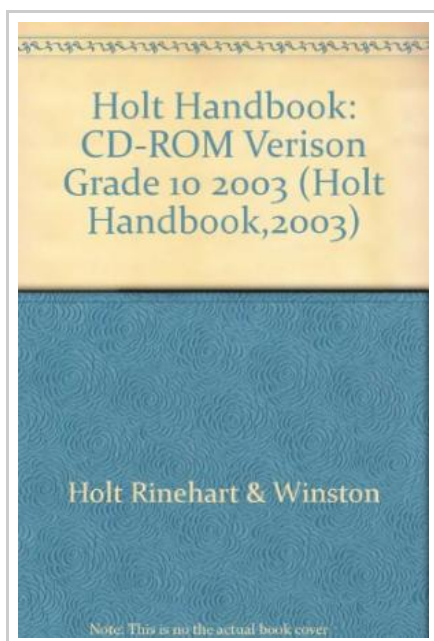 Holt Handbook:
CD-ROM Verison
Grade 10 2003 (Holt
Handbook,2003)
Holt Rinehart & Winston
Note: This is no the actual book cover